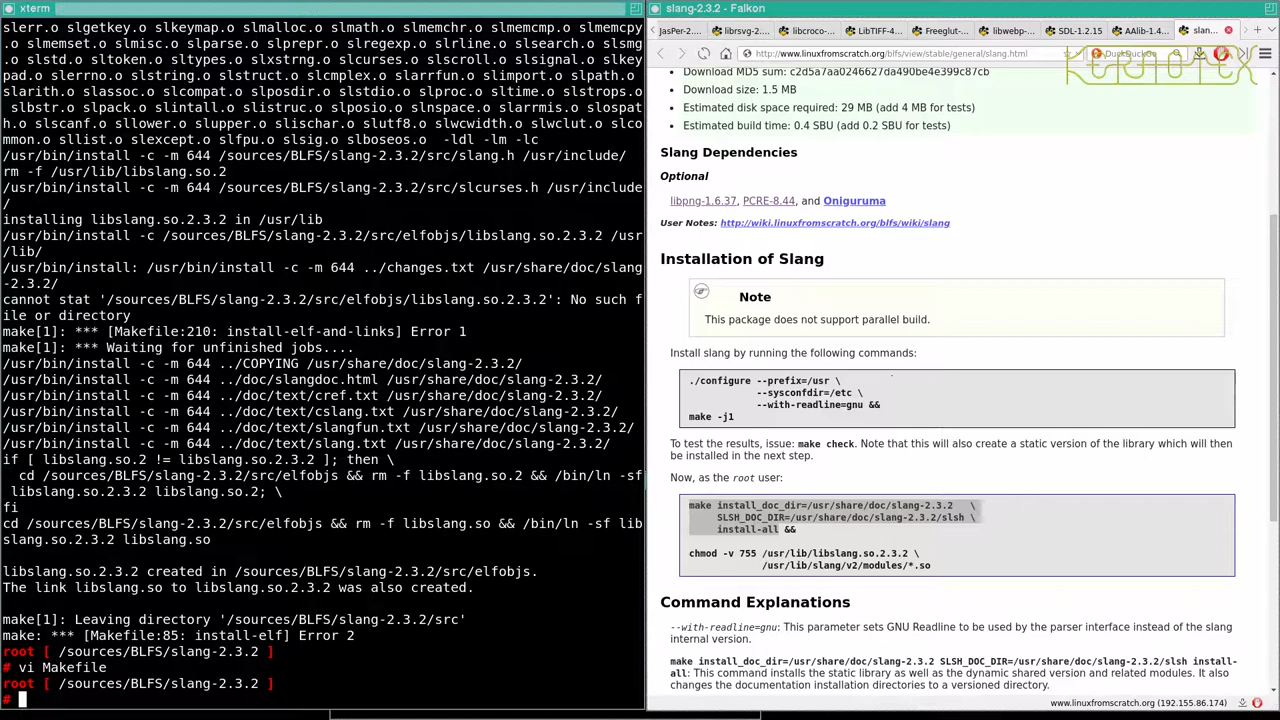 xterm
slerr.o slgetkey.o slkeymap.o slmalloc.o slmath.o slmemchr.o slmemcmp.o slmemcpy
.o slmemset.o slmisc.o slparse.o slprepr.o slregexp.o slrline.o slsearch.o slsmg
.o slstd.o sltoken.o sltypes.o slxstrng.o slcurses.o slscroll.o slsignal.o slkey
pad.o slerrno.o slstring.o slstruct.o slcmplex.o slarrfun.o slimport.o slpath.o
slarith.o slassoc.o slcompat.o slposdir.o slstdio.o slproc.o sltime.o slstrops.o
 slbstr.o slpack.o slintall.o slistruc.o slposio.o slnspace.o slarrmis.o slospat
h.o slscanf.o sllower.o slupper.o slischar.o slutf8.o slwcwidth.o slwclut.o slco
mmon.o sllist.o slexcept.o slfpu.o slsig.o slboseos.o  -ldl -lm -lc
/usr/bin/install -c -m 644 /sources/BLFS/slang-2.3.2/src/slang.h /usr/include/
rm -f /usr/lib/libslang.so.2
/usr/bin/install -c -m 644 /sources/BLFS/slang-2.3.2/src/slcurses.h /usr/include
/
installing libslang.so.2.3.2 in /usr/lib
/usr/bin/install -c /sources/BLFS/slang-2.3.2/src/elfobjs/libslang.so.2.3.2 /usr
/lib/
/usr/bin/install: /usr/bin/install -c -m 644 ../changes.txt /usr/share/doc/slang
-2.3.2/
cannot stat '/sources/BLFS/slang-2.3.2/src/elfobjs/libslang.so.2.3.2': No such f
ile or directory
make[1]: *** [Makefile:210: install-elf-and-links] Error 1
make[1]: *** Waiting for unfinished jobs....
/usr/bin/install -c -m 644 ../COPYING /usr/share/doc/slang-2.3.2/
/usr/bin/install -c -m 644 ../doc/slangdoc.html /usr/share/doc/slang-2.3.2/
/usr/bin/install -c -m 644 ../doc/text/cref.txt /usr/share/doc/slang-2.3.2/
/usr/bin/install -c -m 644 ../doc/text/cslang.txt /usr/share/doc/slang-2.3.2/
/usr/bin/install -c -m 644 ../doc/text/slangfun.txt /usr/share/doc/slang-2.3.2/
/usr/bin/install -c -m 644 ../doc/text/slang.txt /usr/share/doc/slang-2.3.2/
if [ libslang.so.2 != libslang.so.2.3.2 ]; then \
  cd /sources/BLFS/slang-2.3.2/src/elfobjs && rm -f libslang.so.2 && /bin/ln -sf
 libslang.so.2.3.2 libslang.so.2; \
fi
cd /sources/BLFS/slang-2.3.2/src/elfobjs && rm -f libslang.so && /bin/ln -sf lib
slang.so.2.3.2 libslang.so
libslang.so.2.3.2 created in /sources/BLFS/slang-2.3.2/src/elfobjs.
The link libslang.so to libslang.so.2.3.2 was also created.
make[1]: Leaving directory '/sources/BLFS/slang-2.3.2/src'
make: *** [Makefile:85: install-elf] Error 2
root [ /sources/BLFS/slang-2.3.2 ]
# vi Makefile
root [ /sources/BLFS/slang-2.3.2 ]
#
slang-2.3.2 - Falkon
JasPer-2.... librsvg-2.... libcroco-... LibTIFF-4... Freeglut-... libwebp-... SDL-1.2.15 AAlib-1.4... slan...
http://www.linuxfromscratch.org/blfs/view/stable/general/slang.html DuckDuckGo
KERNOTEX
Download MD5 sum: c2d5a7aa0246627da490be4e399c87cb
• Download size: 1.5 MB
• Estimated disk space required: 29 MB (add 4 MB for tests)
• Estimated build time: 0.4 SBU (add 0.2 SBU for tests)
Slang Dependencies
Optional
libpng-1.6.37, PCRE-8.44, and Oniguruma
User Notes: http://wiki.linuxfromscratch.org/blfs/wiki/slang
Installation of Slang
Note
This package does not support parallel build.
Install slang by running the following commands:
./configure --prefix=/usr \
--sysconfdir=/etc \
--with-readline=gnu &&
make -j1
To test the results, issue: make check. Note that this will also create a static version of the library which will then
be installed in the next step.
Now, as the root user:
make install_doc_dir=/usr/share/doc/slang-2.3.2 \
SLSH_DOC_DIR=/usr/share/doc/slang-2.3.2/slsh \
install-all &&
chmod -v 755 /usr/lib/libslang.so.2.3.2 \
/usr/lib/slang/v2/modules/*.so
Command Explanations
--with-readline=gnu: This parameter sets GNU Readline to be used by the parser interface instead of the slang
internal version.
make install_doc_dir=/usr/share/doc/slang-2.3.2 SLSH_DOC_DIR=/usr/share/doc/slang-2.3.2/slsh install-
all: This command installs the static library as well as the dynamic shared version and related modules. It also
changes the documentation installation directories to a versioned directory.
www.linuxfromscratch.org (192.155.86.174)